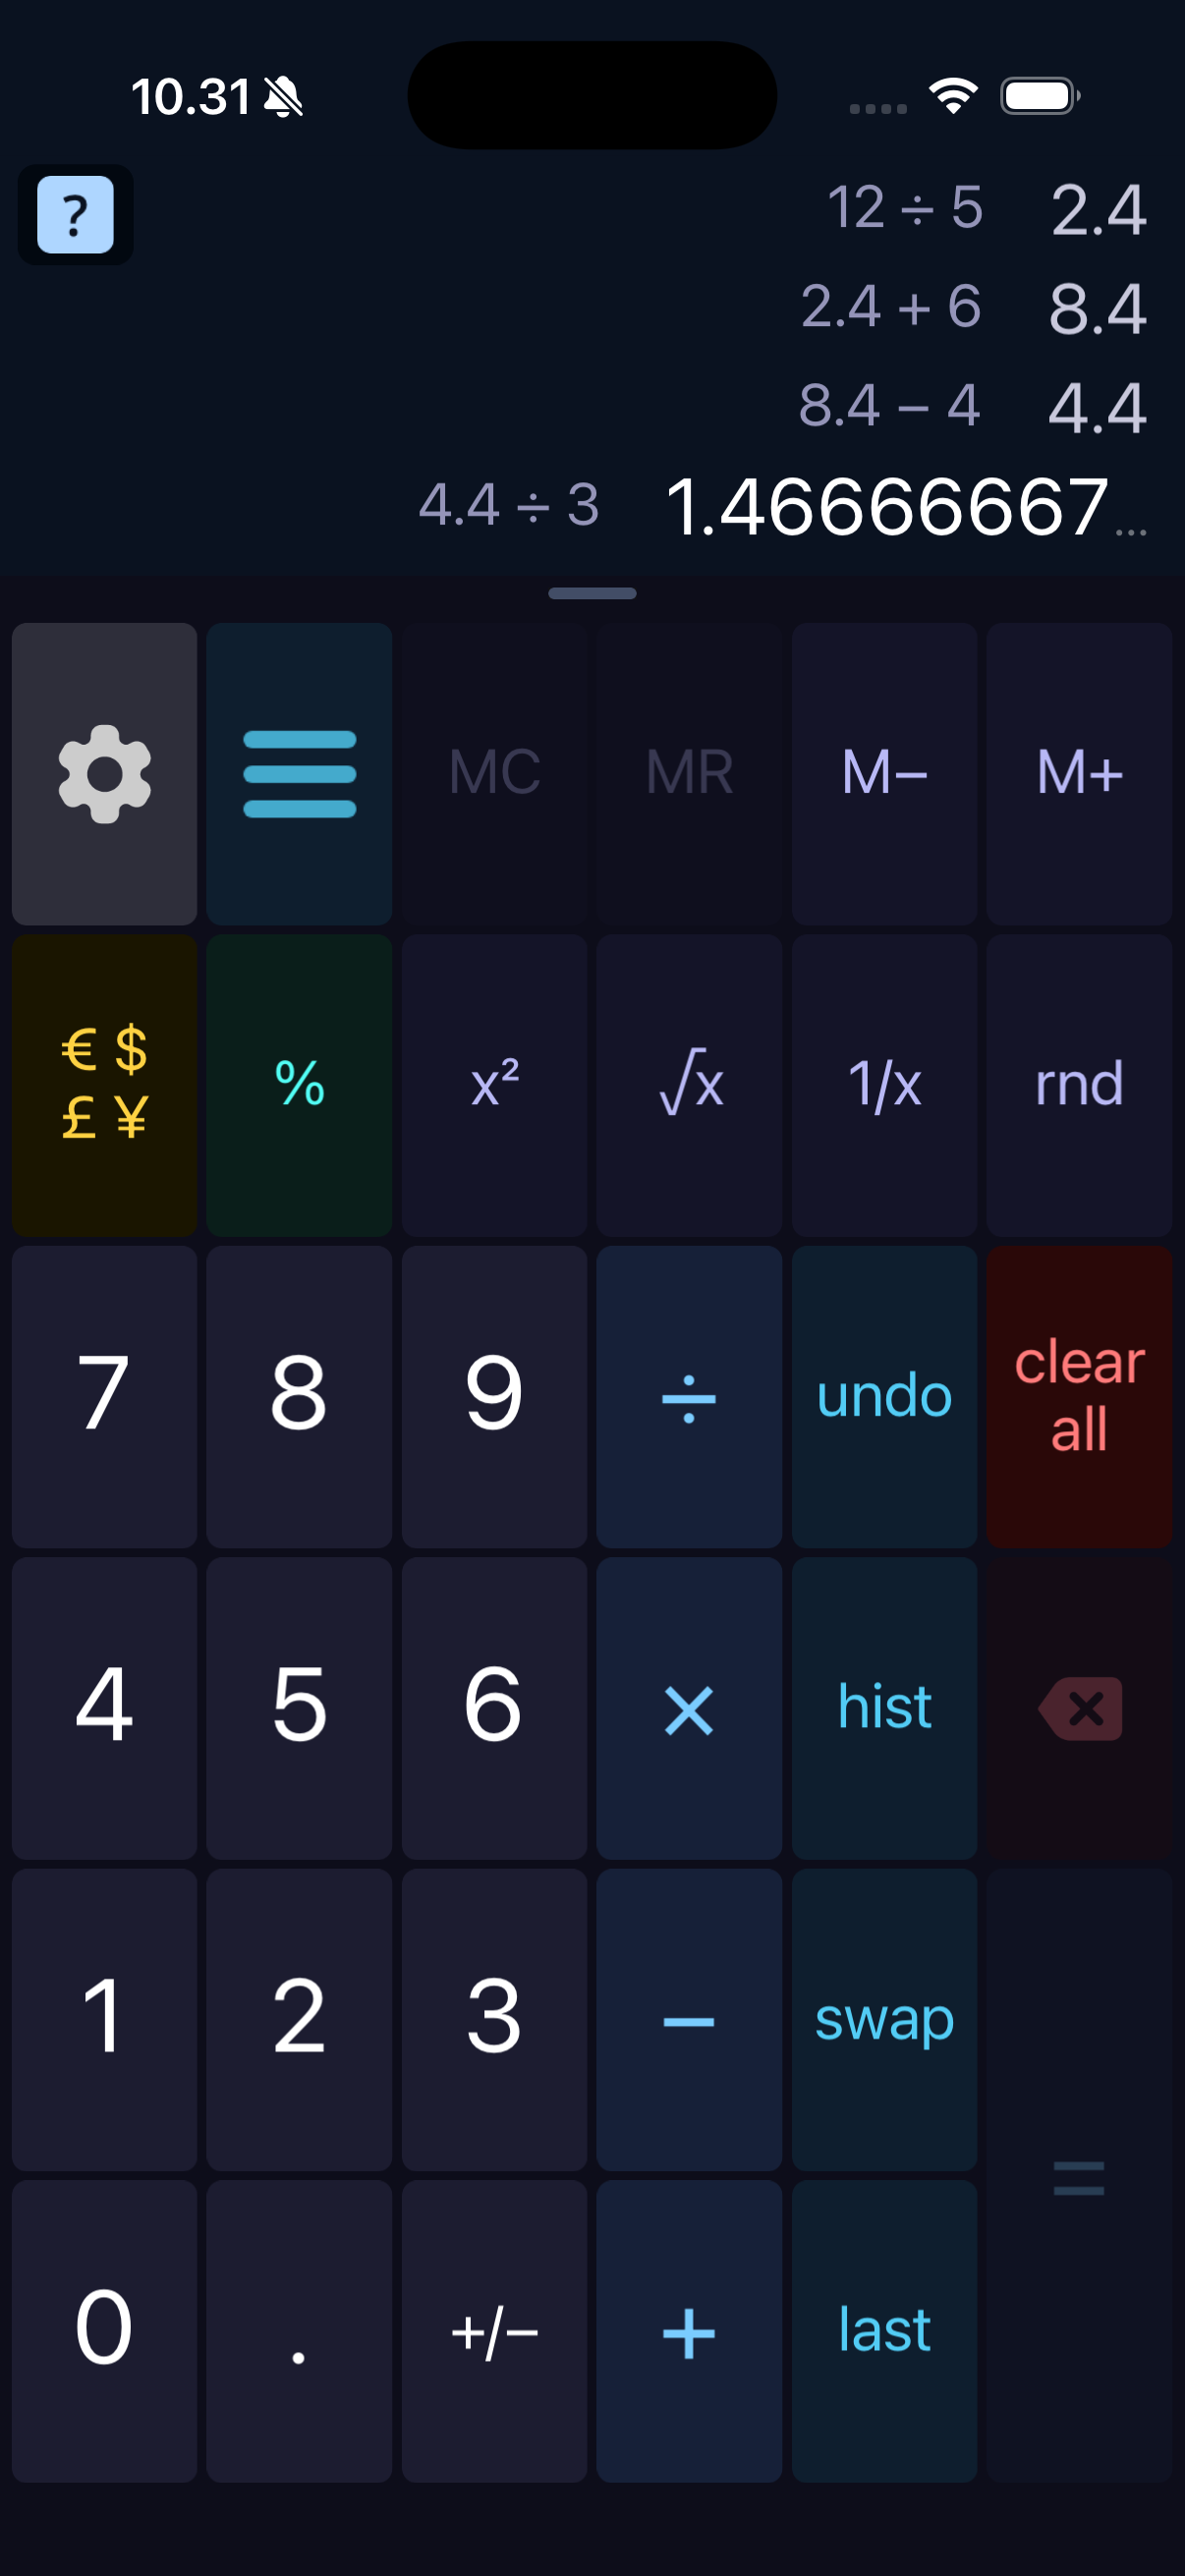 10.31
?
12 ÷ 5 2.4
2.4 + 6 8.4
8.4 – 4 4.4
4.4 ÷ 3 1.46666667...
MC MR M– M+
€ $
£ ¥
% x² √x 1/x rnd
7 8 9 ÷ undo clear
all
4 5 6 × hist
1 2 3 – swap
=
0 . +/– + last